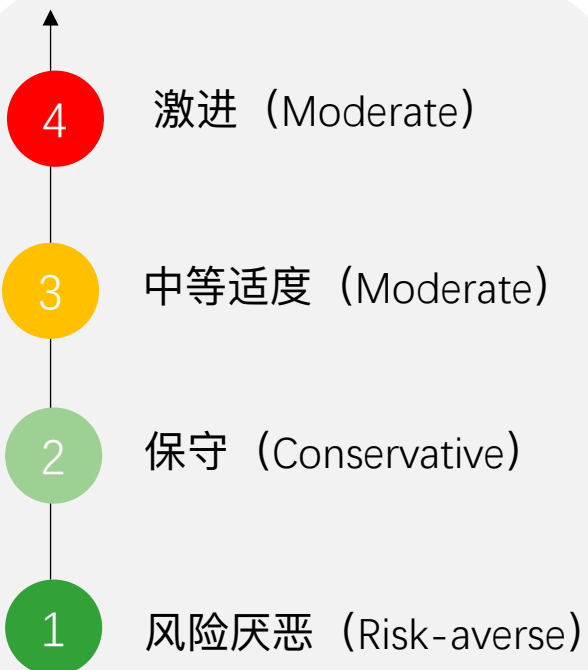 4 激进（Moderate）
3 中等适度（Moderate）
2 保守（Conservative）
1 风险厌恶（Risk-averse）